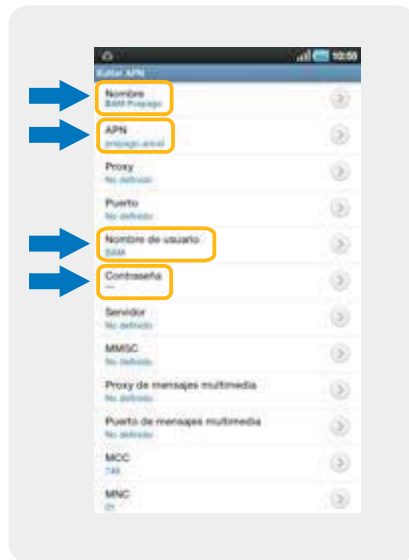 10:55
Editar APN
Nombre
BAM Prepago
APN
prepago.ancel
Proxy
No definido
Puerto
No definido
Nombre de usuario
BAM
Contraseña
***
Servidor
No definido
MMSC
No definido
Proxy de mensajes multimedia
No definido
Puerto de mensajes multimedia
No definido
MCC
748
MNC
01